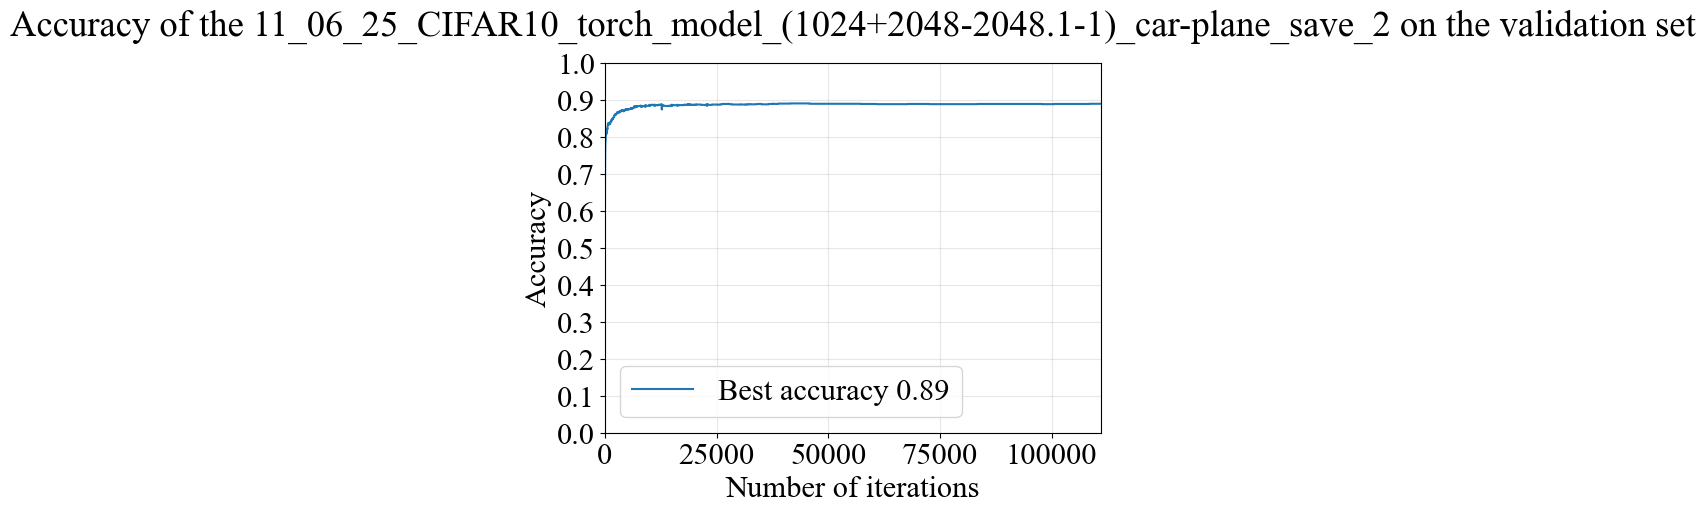 Accuracy of the 11_06_25_CIFAR10_torch_model_(1024+2048-2048.1-1)_car-plane_save_2 on the validation set
1.0
0.9
0.8
0.7
0.6
0.5
0.4
0.3
0.2
0.1
0.0
Accuracy
Best accuracy 0.89
0 25000 50000 75000 100000
Number of iterations